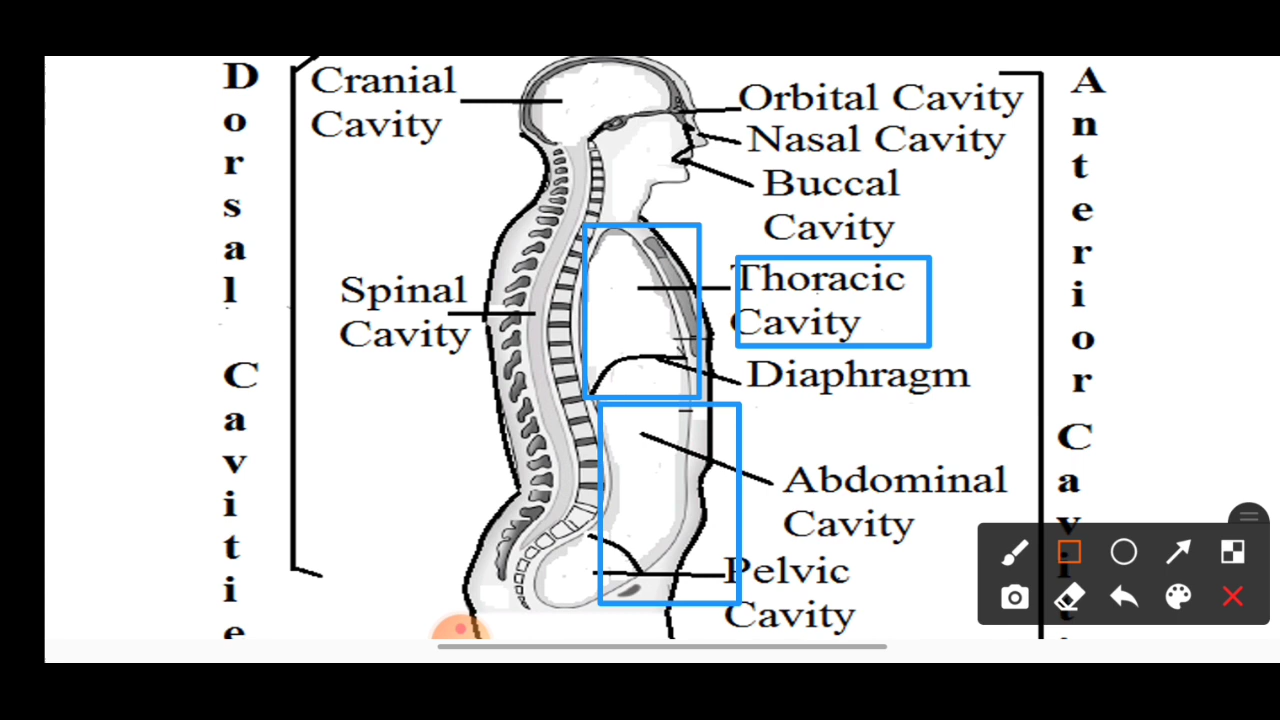 Dorsal Cavitie
Cranial
Cavity
Spinal
Cavity
Orbital Cavity
Nasal Cavity
Buccal
Cavity
Thoracic
Cavity
Diaphragm
Abdominal
Cavity
Pelvic
Cavity
Anterior Cavit